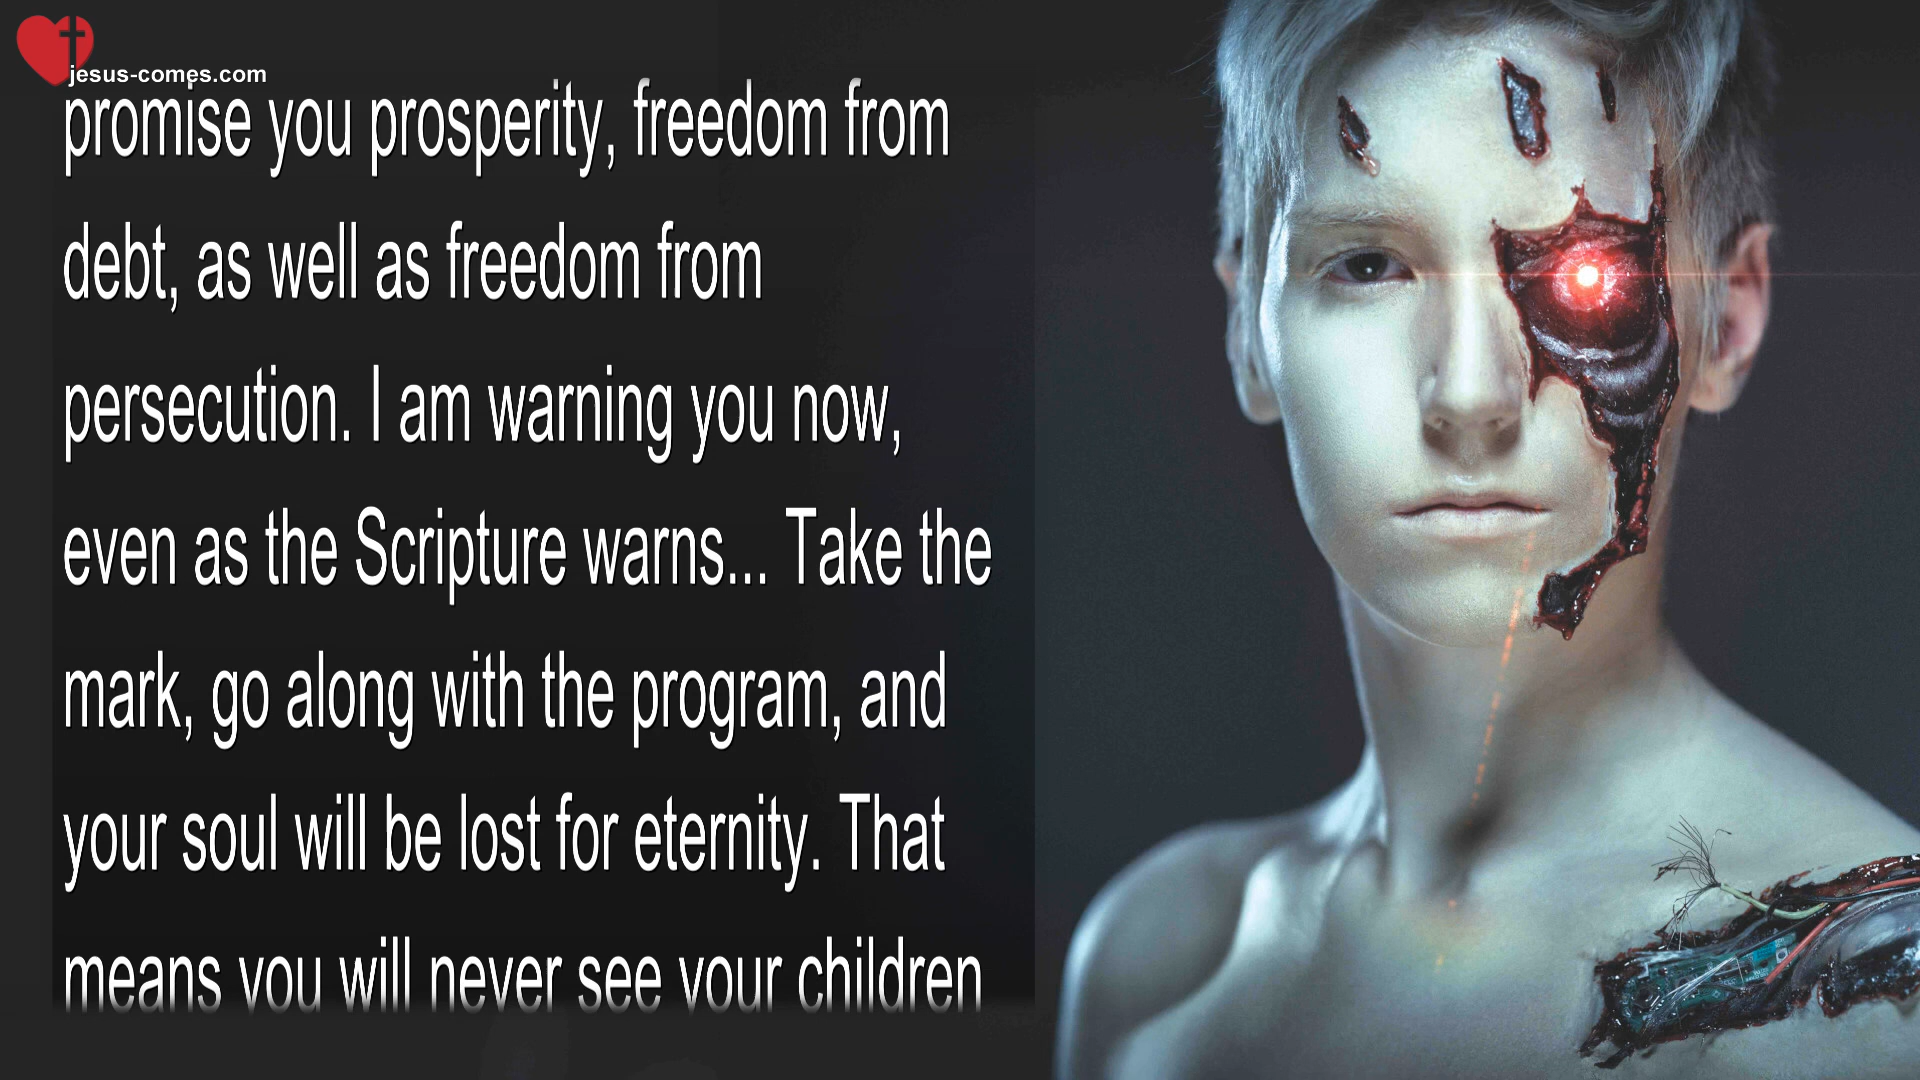 jesus-comes.com
promise you prosperity, freedom from
debt, as well as freedom from
persecution. I am warning you now,
even as the Scripture warns... Take the
mark, go along with the program, and
your soul will be lost for eternity. That
means you will never see your children